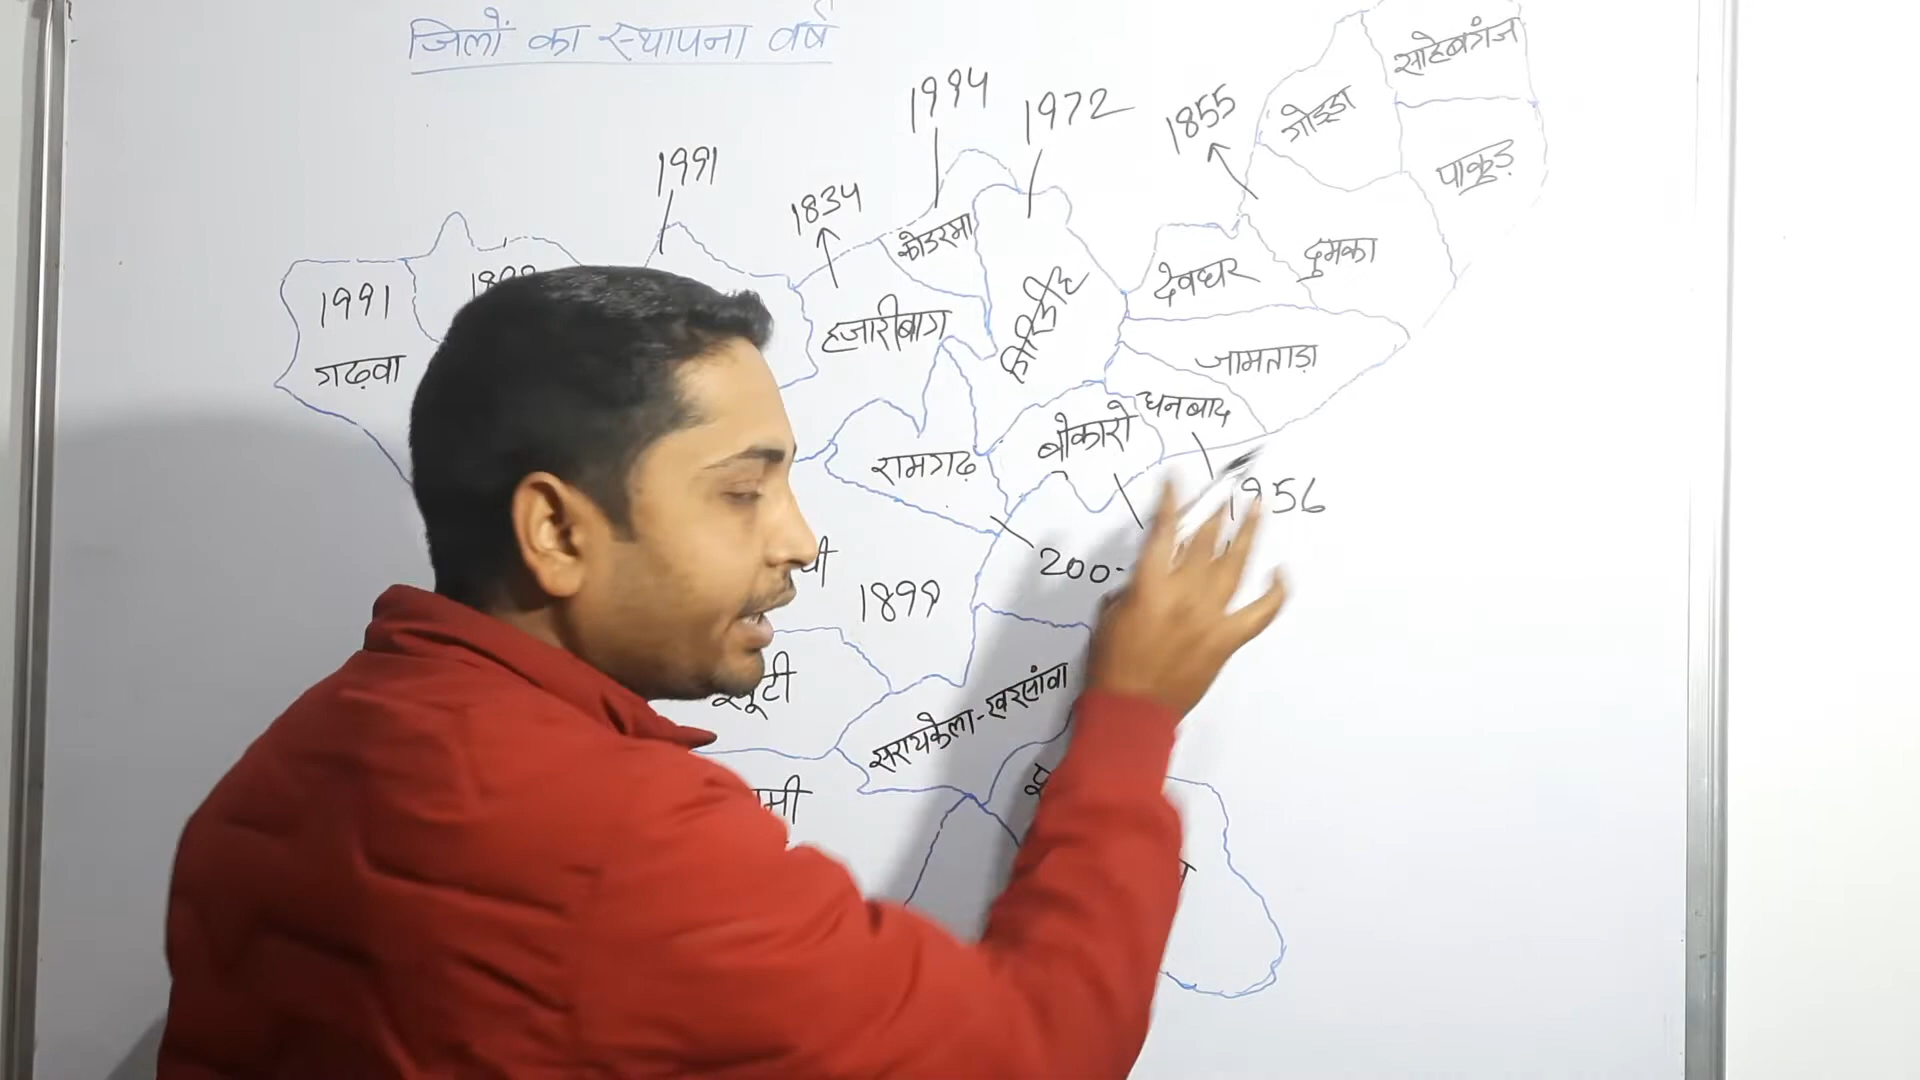 जिलों का स्थापना वर्ष
1994
1972
1855
साहेबगंज
गोड्डा
पाकुड़
1991
1834
कोडरमा
दुमका
देवघर
1991
गढ़वा
हजारीबाग
गिरिडीह
जामताड़ा
धनबाद
बोकारो
रामगढ़
1956
200
1899
खूँटी
सरायकेला-खरसांवा